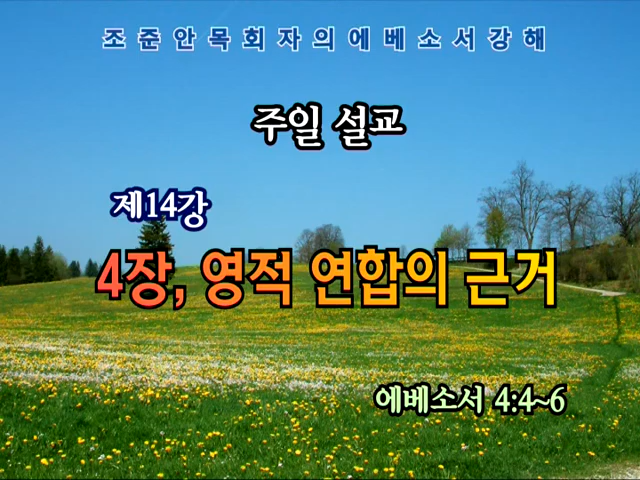 조준안목회자의에베소서강해
주일 설교
제14강
4장, 영적 연합의 근거
에베소서 4:4~6